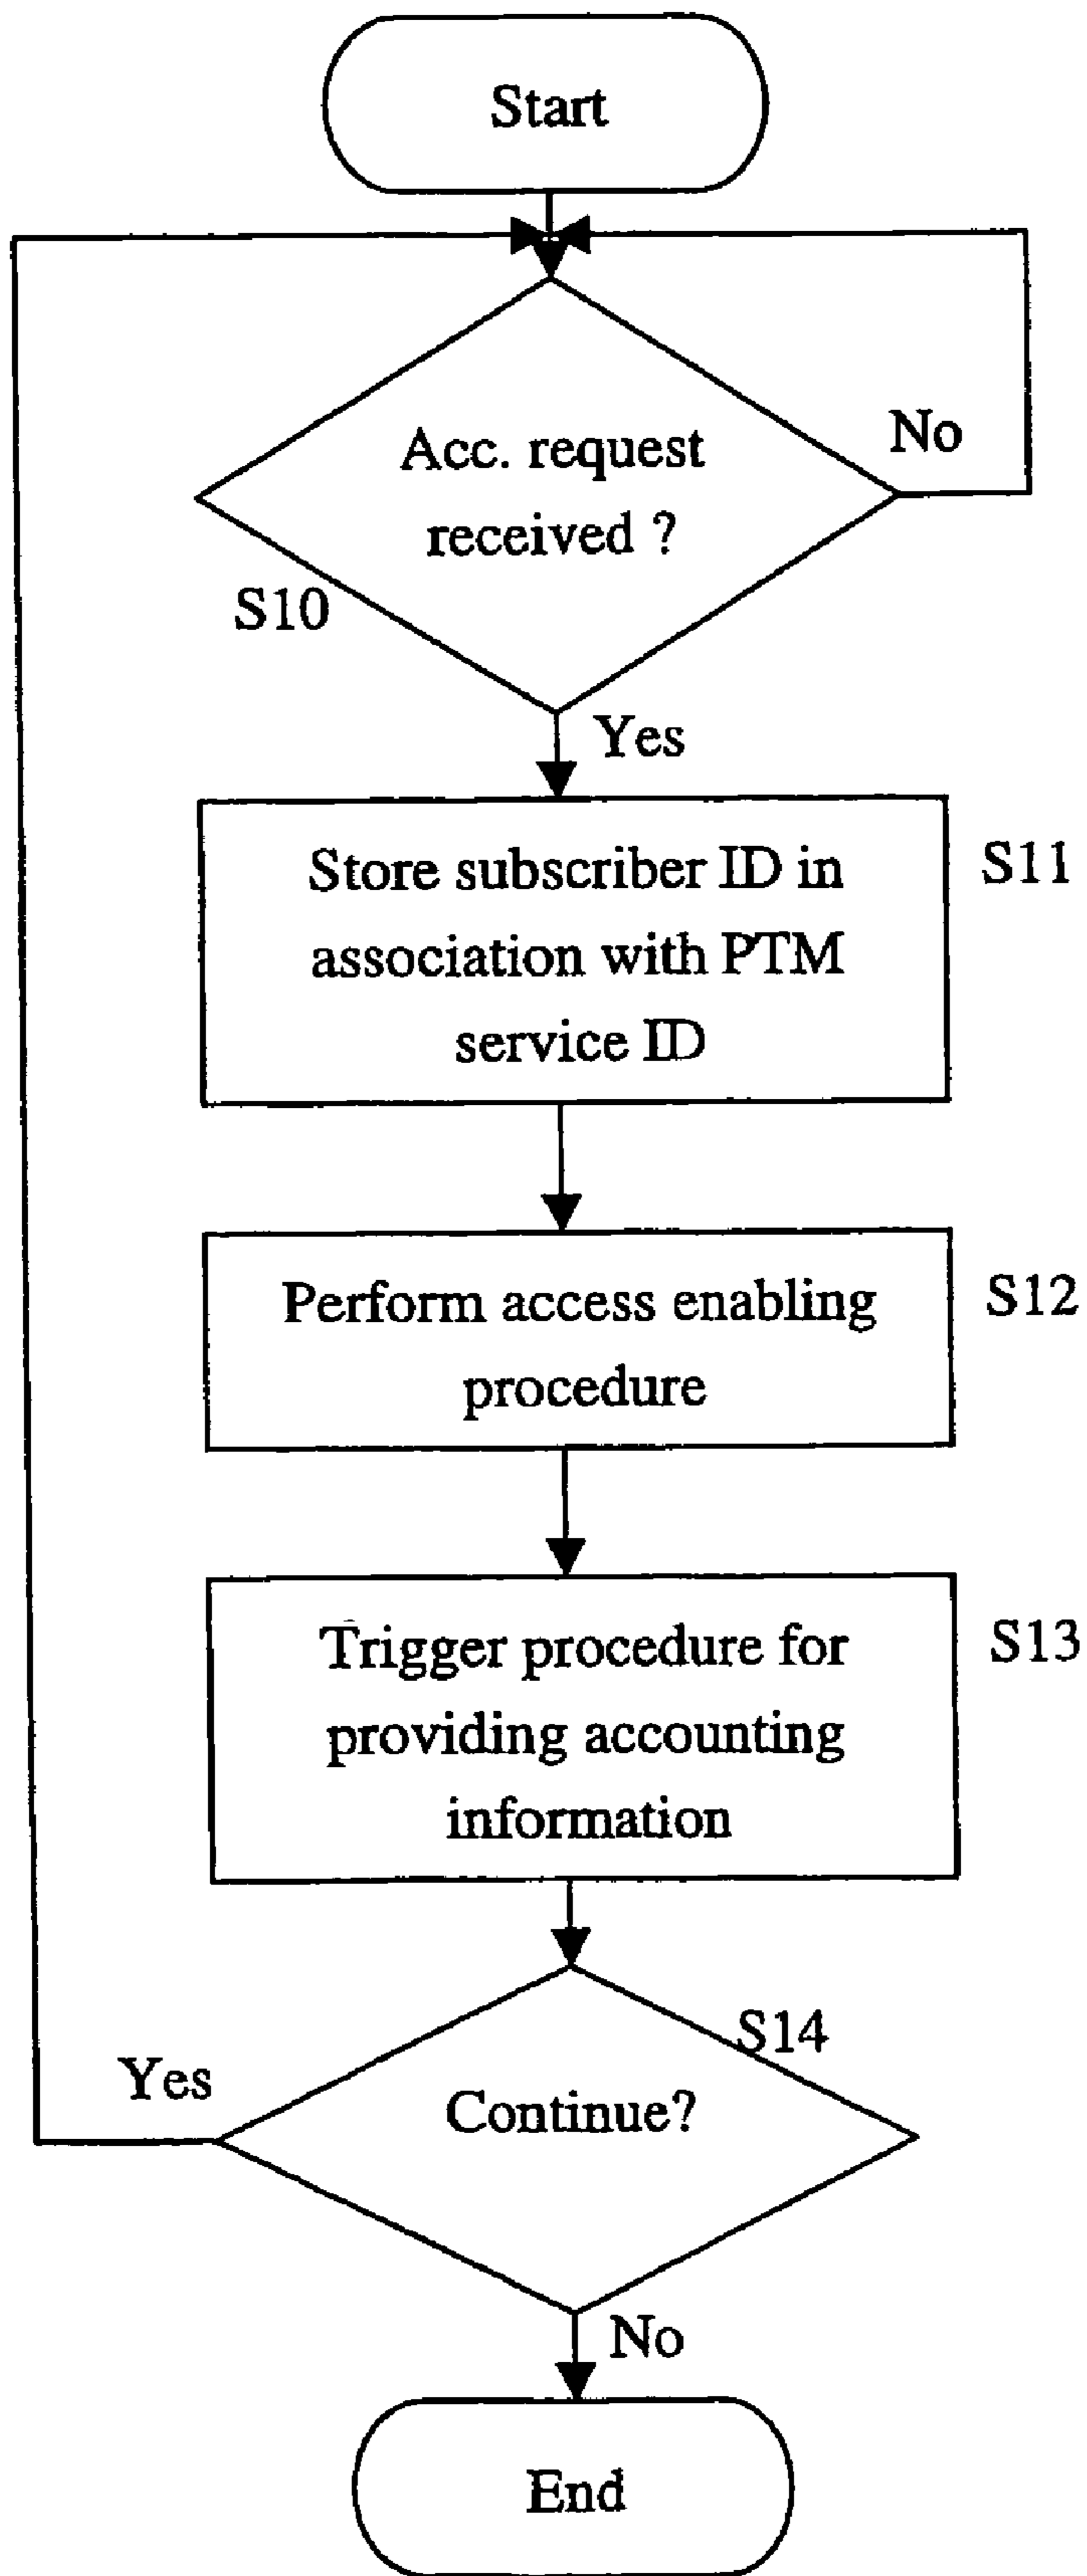 Start
Acc. request
received ?
No
S10
Yes
Store subscriber ID in
association with PTM
service ID
S11
Perform access enabling
procedure
S12
Trigger procedure for
providing accounting
information
S13
S14
Yes
Continue?
No
End